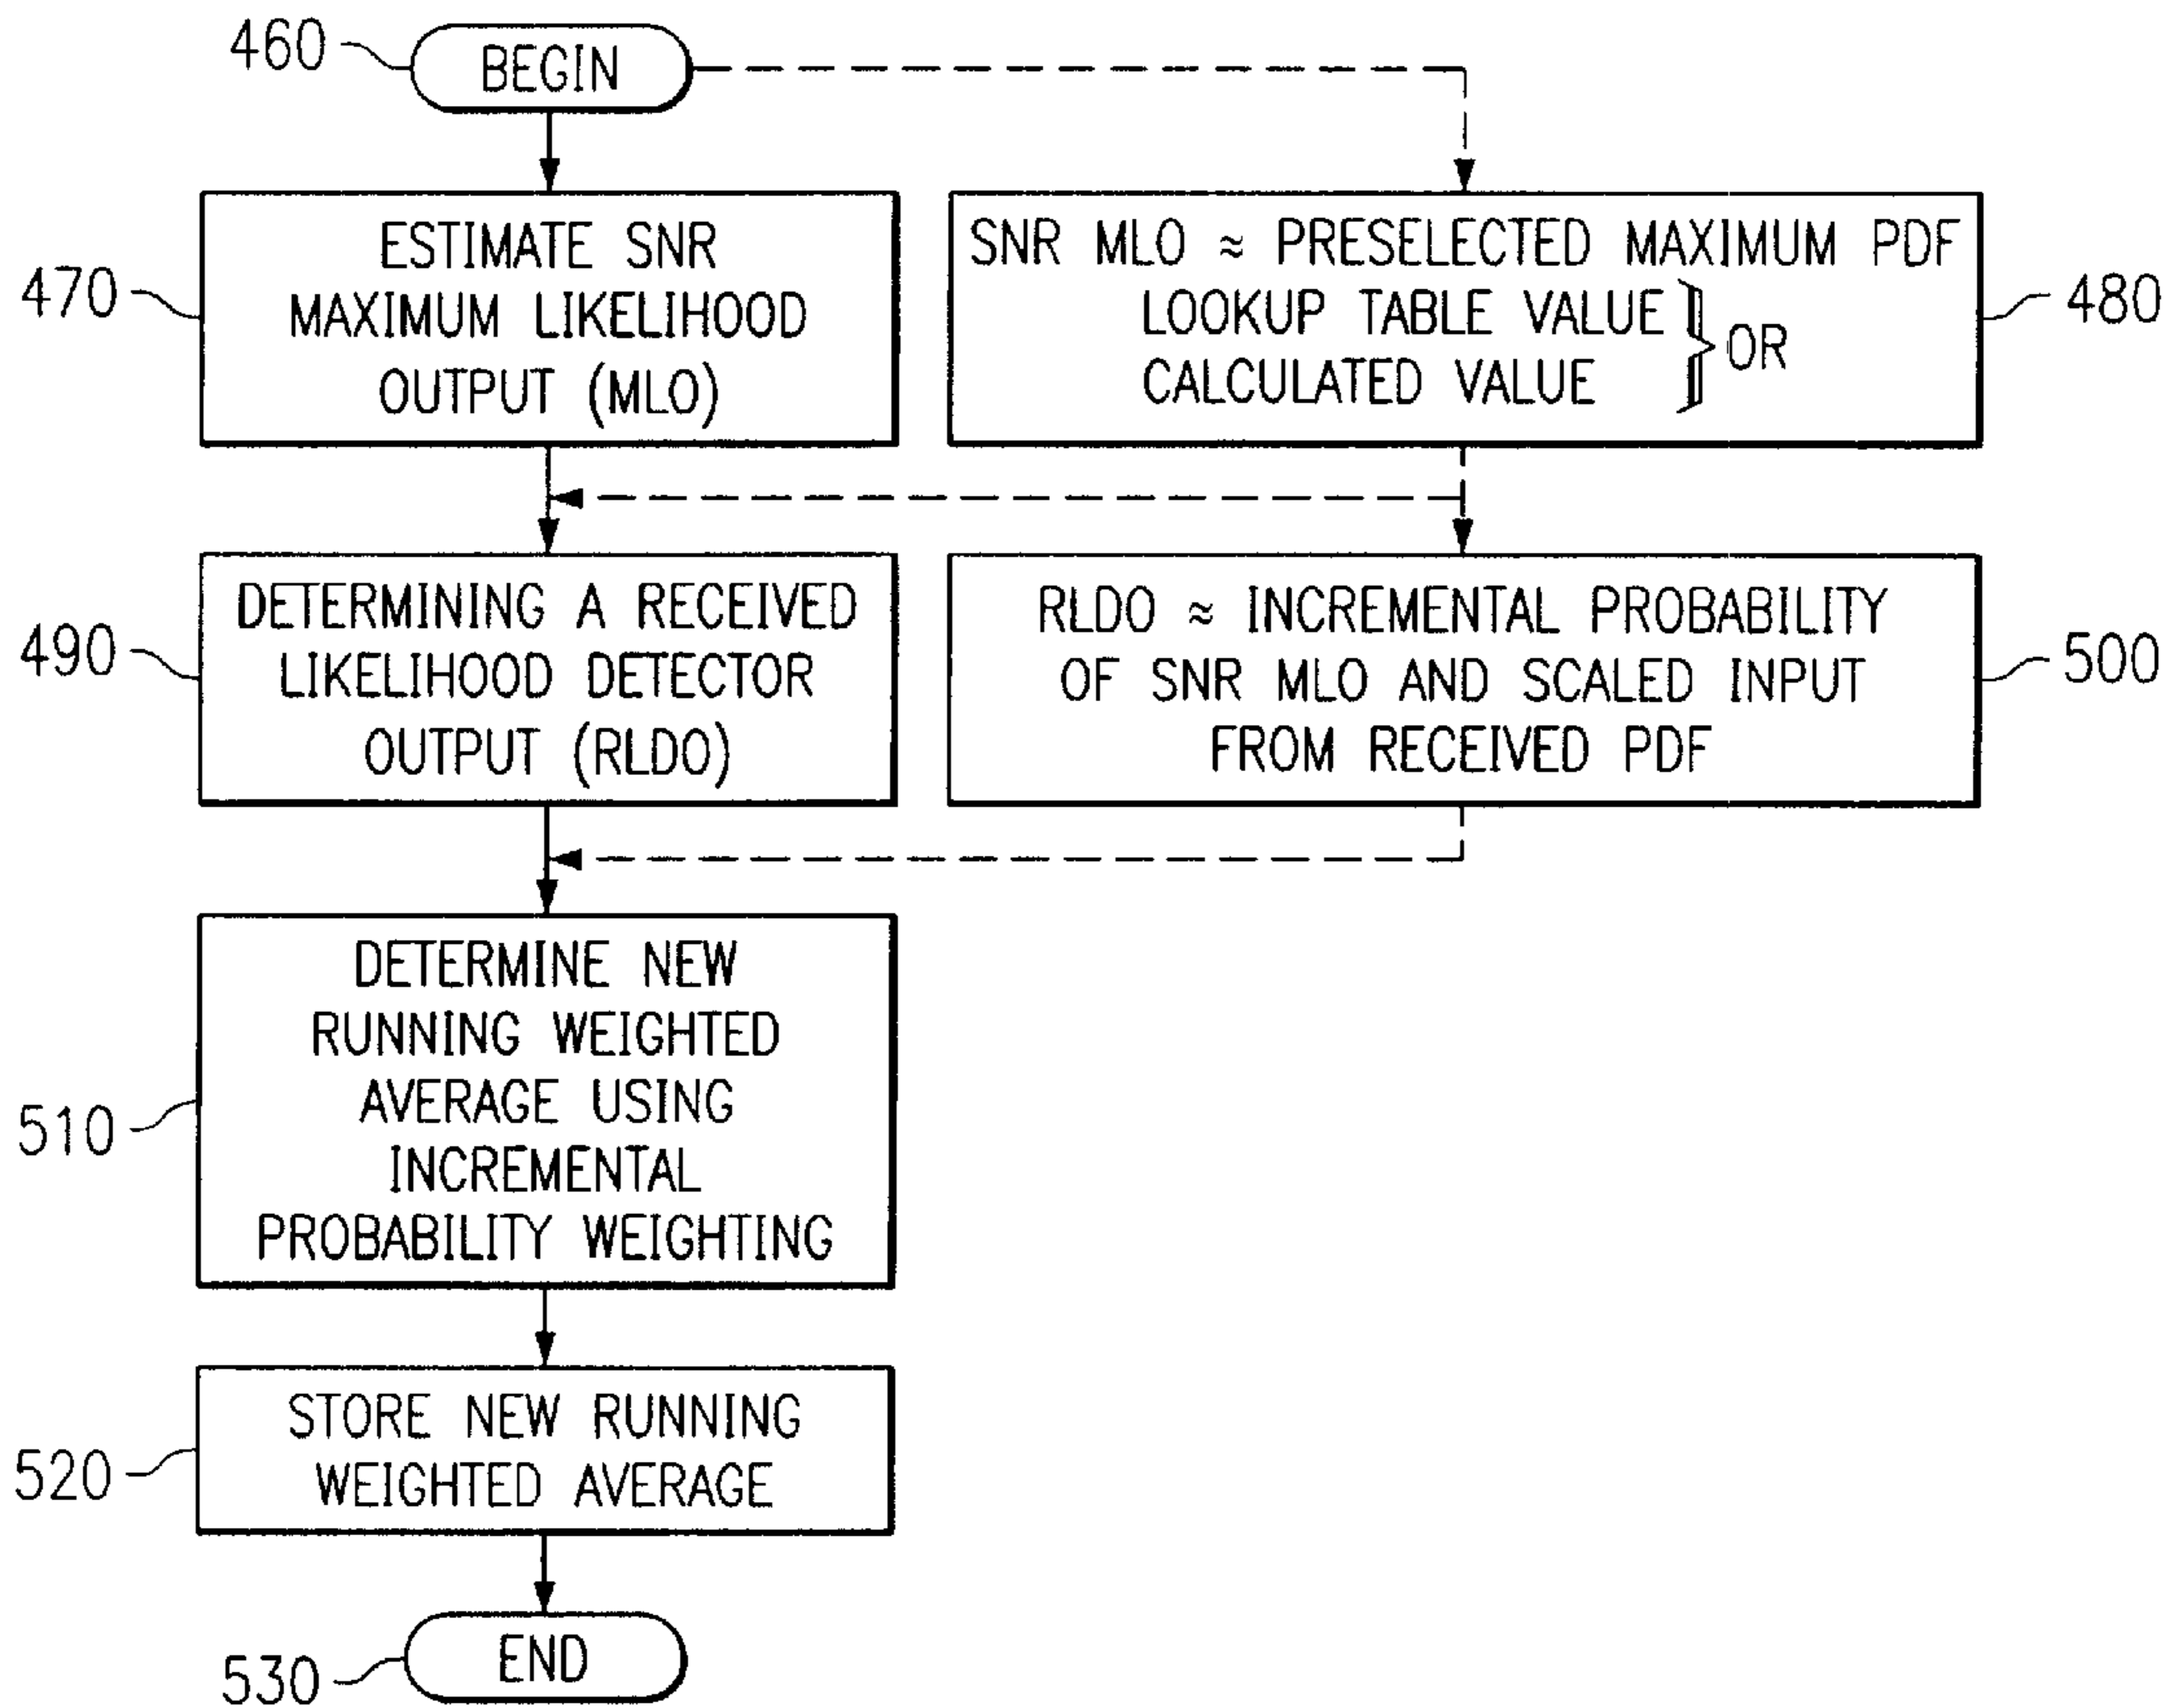 460
BEGIN
470
ESTIMATE SNR
MAXIMUM LIKELIHOOD
OUTPUT (MLO)
SNR MLO ≈ PRESELECTED MAXIMUM PDF
LOOKUP TABLE VALUE
CALCULATED VALUE
OR
480
490
DETERMINING A RECEIVED
LIKELIHOOD DETECTOR
OUTPUT (RLDO)
RLDO ≈ INCREMENTAL PROBABILITY
OF SNR MLO AND SCALED INPUT
FROM RECEIVED PDF
500
510
DETERMINE NEW
RUNNING WEIGHTED
AVERAGE USING
INCREMENTAL
PROBABILITY WEIGHTING
520
STORE NEW RUNNING
WEIGHTED AVERAGE
530
END